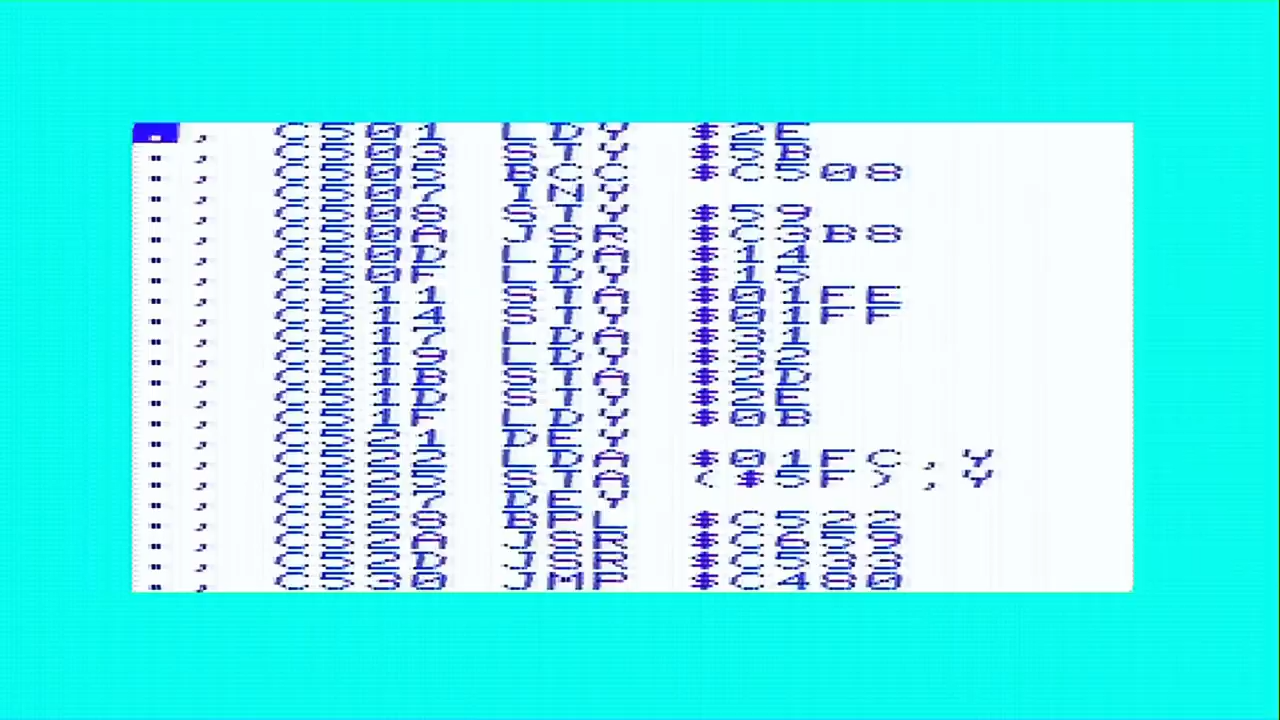 ., C501 LDY $2E
., C503 STY $5B
., C505 BCC $C508
., C507 INY
., C508 STY $59
., C50A JSR $C3B8
., C50D LDA $14
., C50F LDY $15
., C511 STA $01FE
., C514 STY $01FF
., C517 LDA $31
., C519 LDY $32
., C51B STA $2D
., C51D STY $2E
., C51F LDY $0B
., C521 DEY
., C522 LDA $01FC,Y
., C525 STA ($5F),Y
., C527 DEY
., C528 BPL $C522
., C52A JSR $C659
., C52D JSR $C533
., C530 JMP $C480